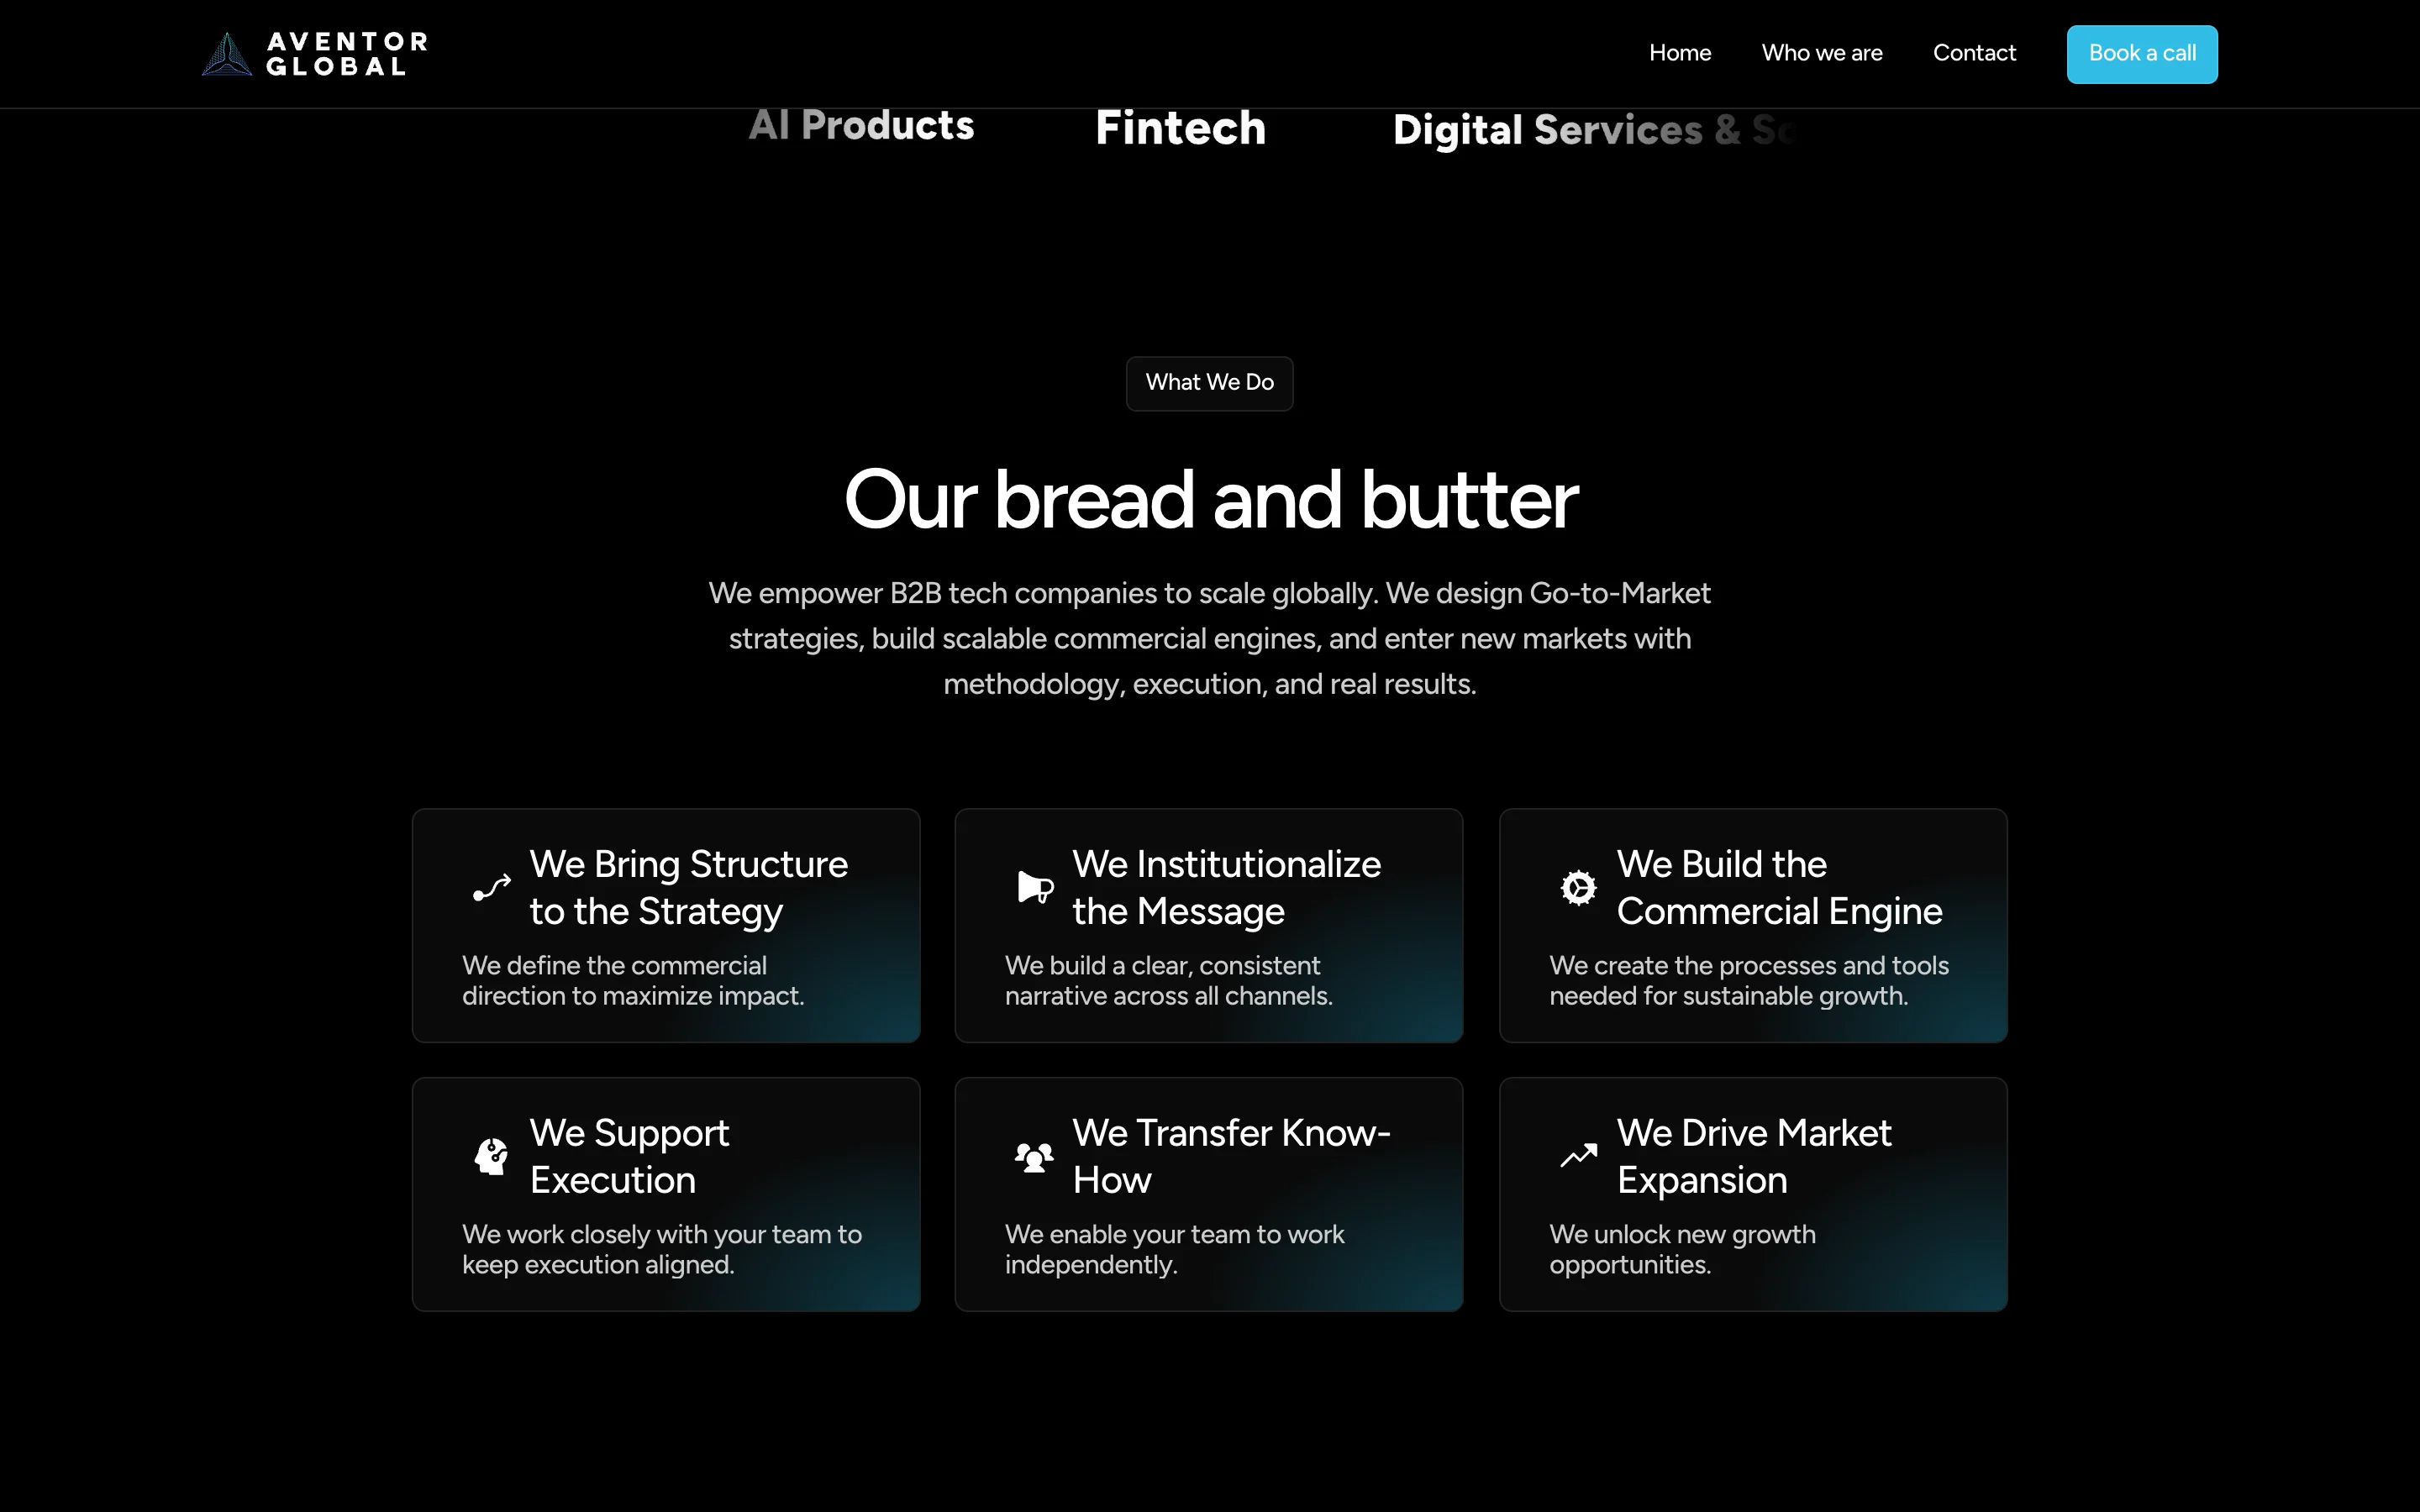 AVENTOR
GLOBAL
Home
Who we are
Contact
Book a call
AI Products
Fintech
Digital Services &
What We Do
Our bread and butter
We empower B2B tech companies to scale globally. We design Go-to-Market
strategies, build scalable commercial engines, and enter new markets with
methodology, execution, and real results.
We Bring Structure
to the Strategy
We define the commercial
direction to maximize impact.
We Institutionalize
the Message
We build a clear, consistent
narrative across all channels.
We Build the
Commercial Engine
We create the processes and tools
needed for sustainable growth.
We Support
Execution
We work closely with your team to
keep execution aligned.
We Transfer Know-
How
We enable your team to work
independently.
We Drive Market
Expansion
We unlock new growth
opportunities.